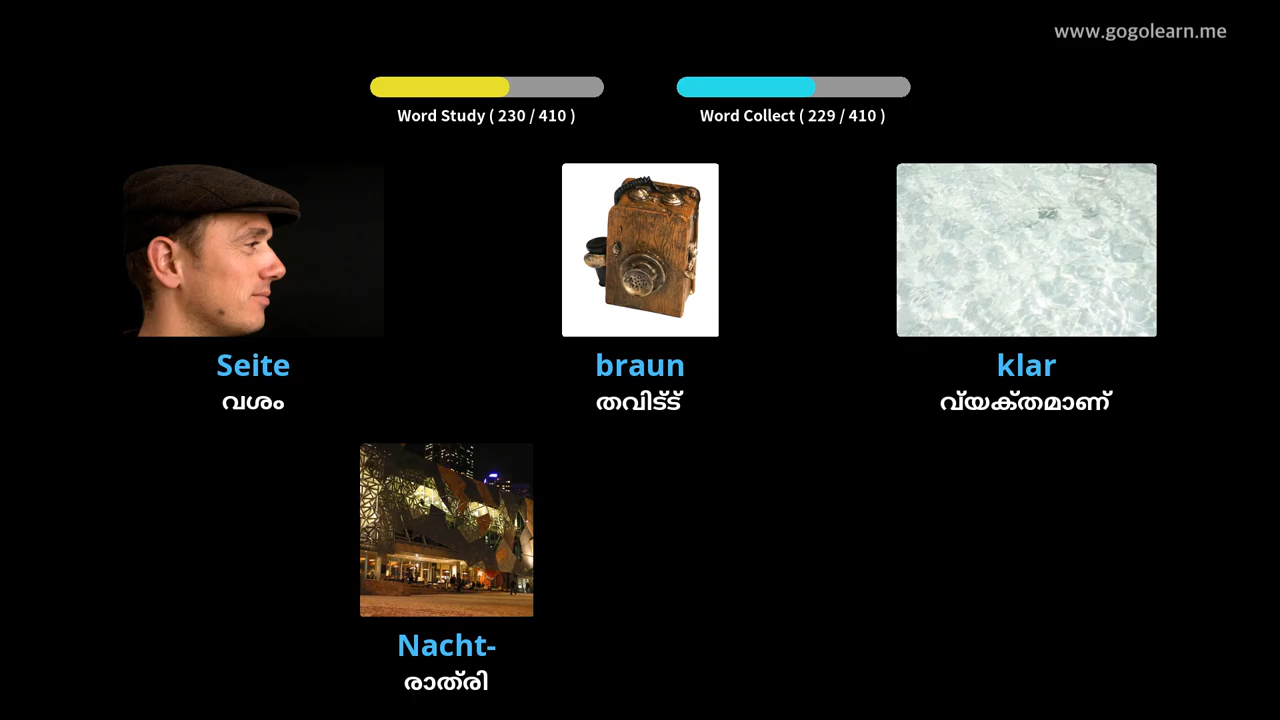 www.gogolearn.me
Word Study ( 230 / 410 )
Word Collect ( 229 / 410 )
Seite
braun
klar
വശം
തവിട്ട്
വ്യക്തമാണ്
Nacht-
രാത്രി